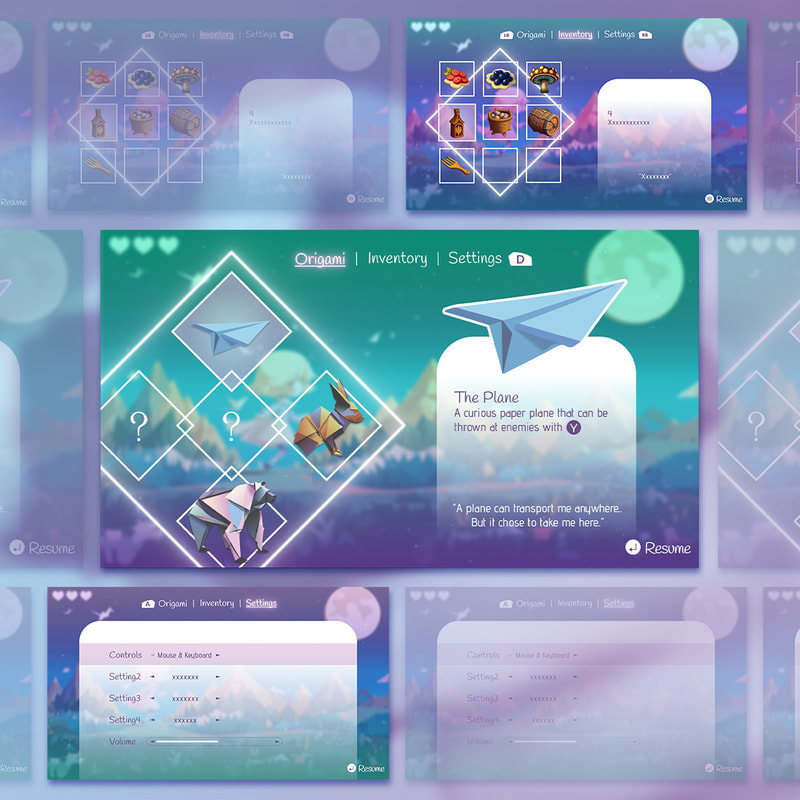 LB Origami | Inventory | Settings RB
4
Xxxxxxxxxxxx
"Xxxxxxxx"
Resume
LB Origami | Inventory | Settings RB
4
Xxxxxxxxxxxx
"Xxxxxxxx"
Resume
Resume
Origami | Inventory | Settings D
?
?
The Plane
A curious paper plane that can be
thrown at enemies with Y
"A plane can transport me anywhere..
But it chose to take me here."
Resume
Resume
?
A Origami | Inventory | Settings
Controls Mouse & Keyboard
Setting2 xxxxxxx
Setting3 xxxxxxx
Setting4 xxxxxx
Volume
Resume
A Origami | Inventory | Settings
Controls Mouse & Keyboard
Setting2 xxxxxxx
Setting3 xxxxxxx
Setting4 xxxxxx
Volume
Resume
Resume